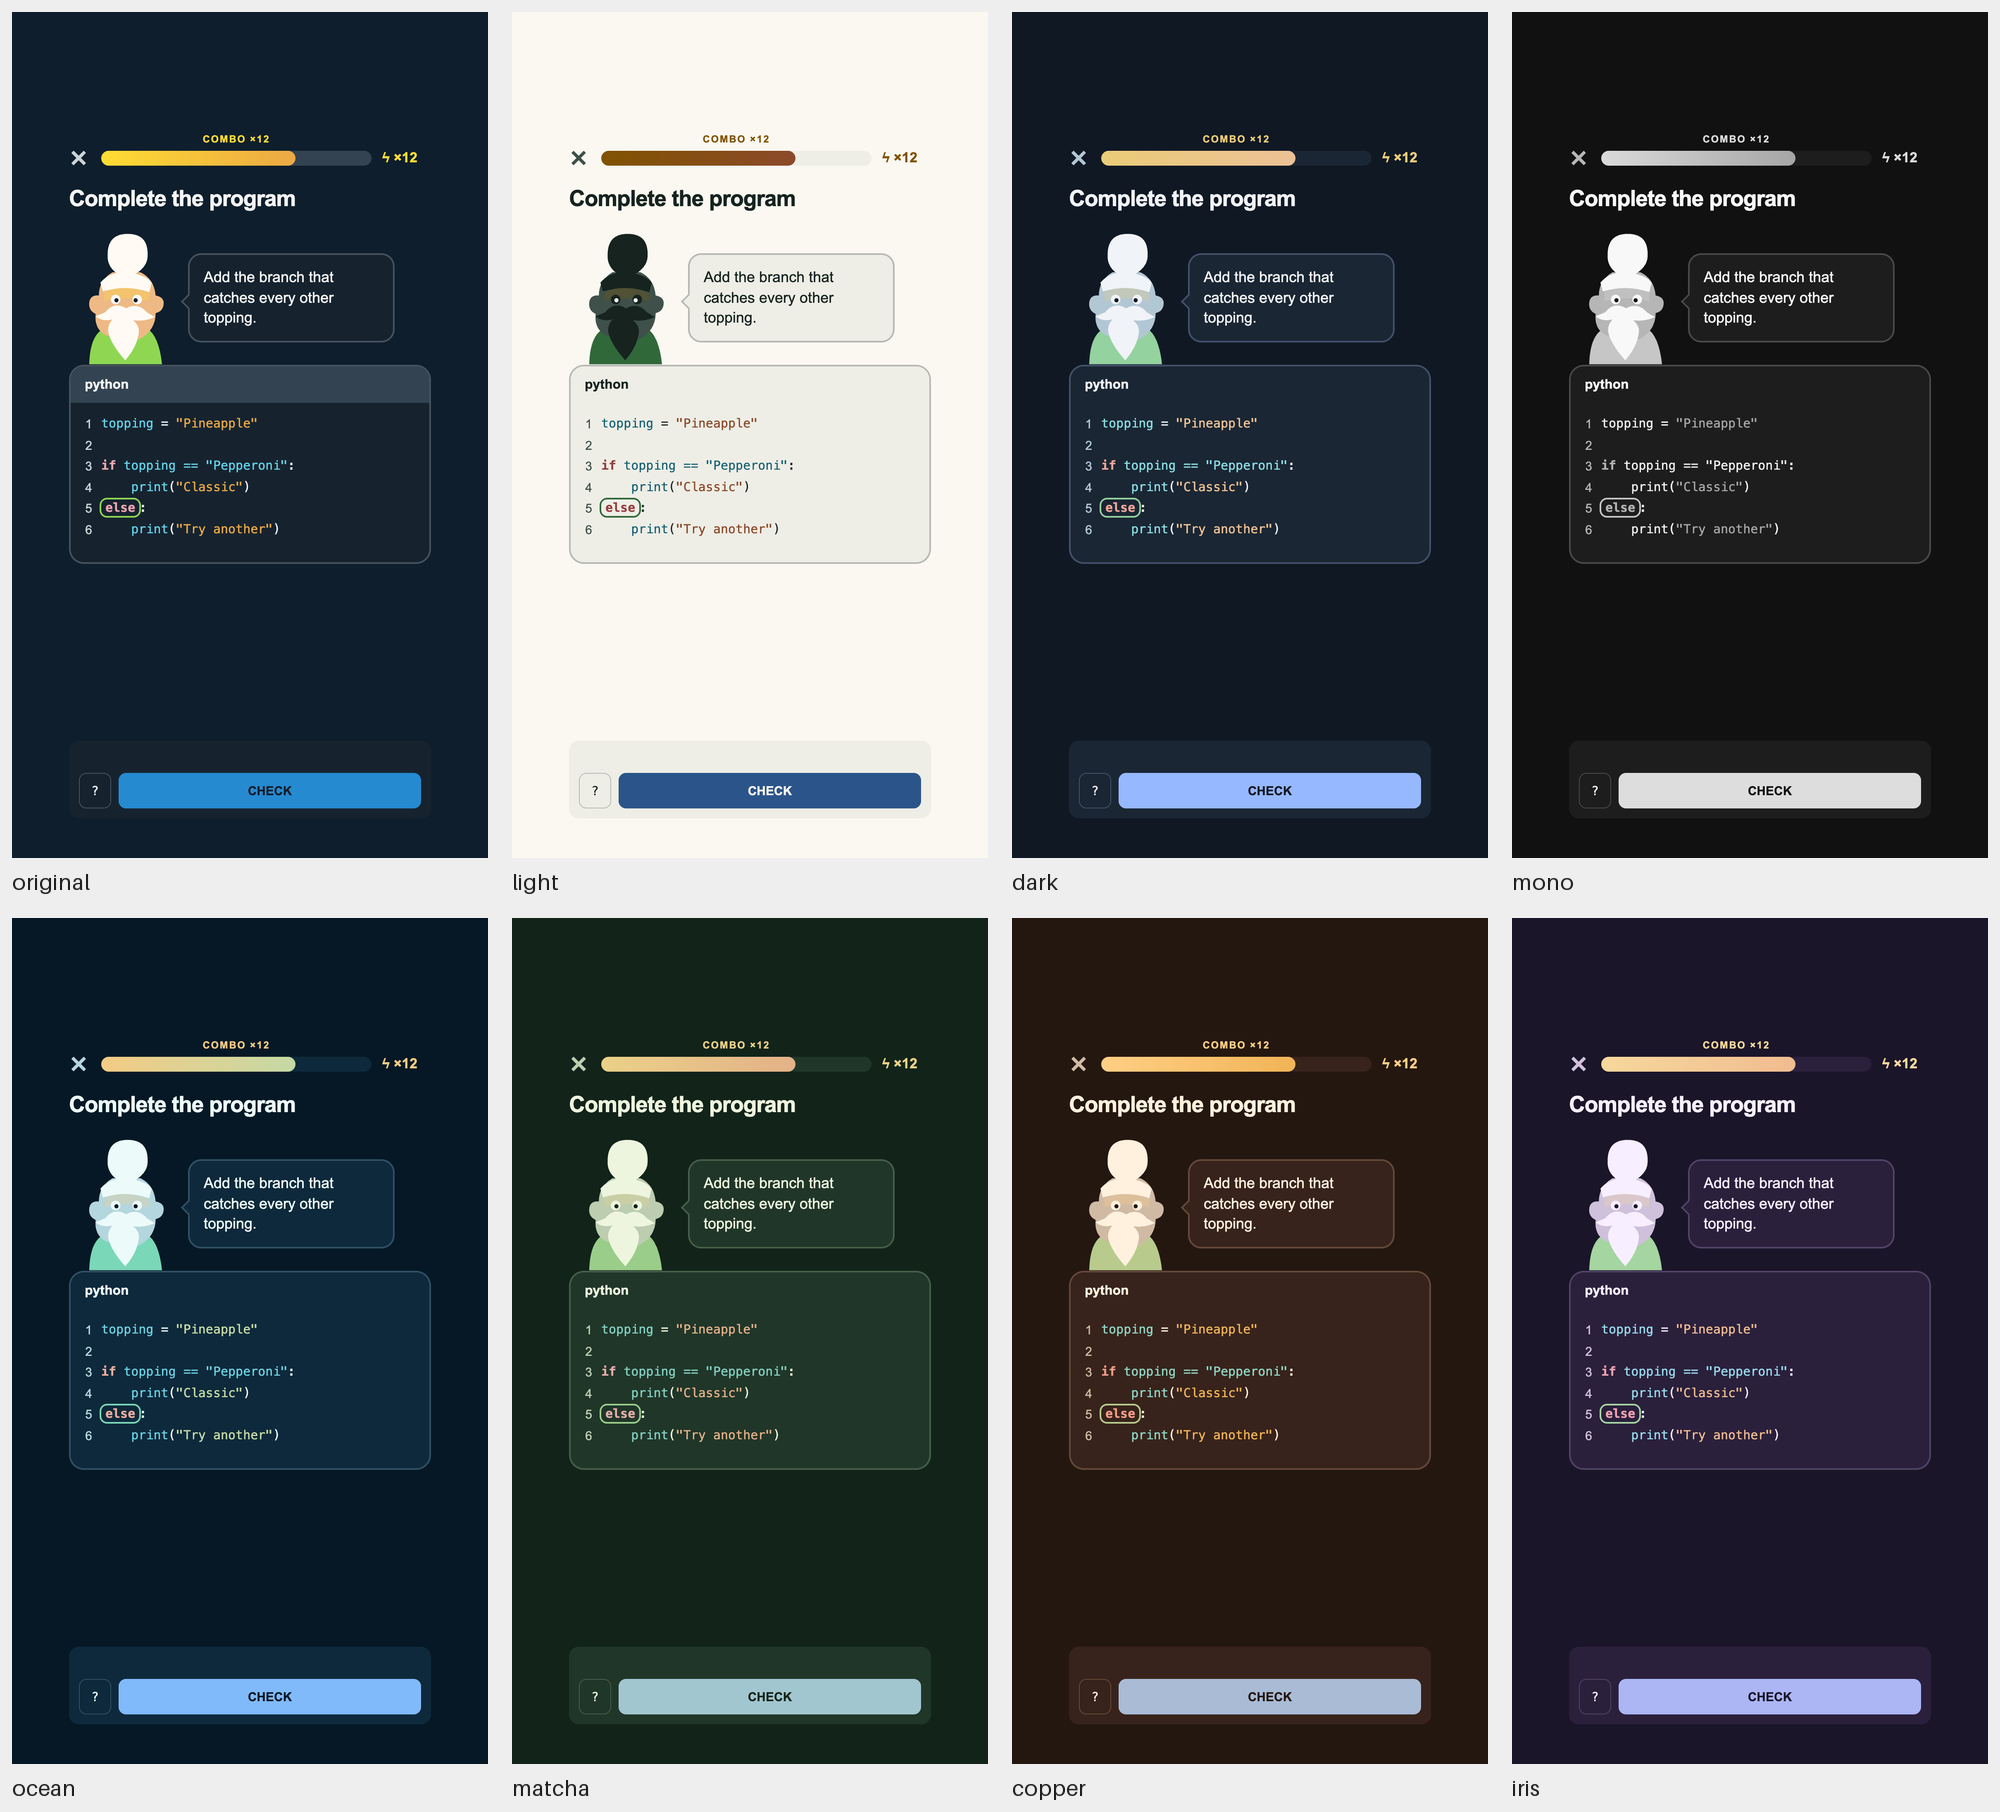 COMBO ×12
× ϟ ×12
Complete the program
Add the branch that
catches every other
topping.
python
1 topping = "Pineapple"
2
3 if topping == "Pepperoni":
4     print("Classic")
5 else:
6     print("Try another")
? CHECK
original
COMBO ×12
× ϟ ×12
Complete the program
Add the branch that
catches every other
topping.
python
1 topping = "Pineapple"
2
3 if topping == "Pepperoni":
4     print("Classic")
5 else:
6     print("Try another")
? CHECK
light
COMBO ×12
× ϟ ×12
Complete the program
Add the branch that
catches every other
topping.
python
1 topping = "Pineapple"
2
3 if topping == "Pepperoni":
4     print("Classic")
5 else:
6     print("Try another")
? CHECK
dark
COMBO ×12
× ϟ ×12
Complete the program
Add the branch that
catches every other
topping.
python
1 topping = "Pineapple"
2
3 if topping == "Pepperoni":
4     print("Classic")
5 else:
6     print("Try another")
? CHECK
mono
COMBO ×12
× ϟ ×12
Complete the program
Add the branch that
catches every other
topping.
python
1 topping = "Pineapple"
2
3 if topping == "Pepperoni":
4     print("Classic")
5 else:
6     print("Try another")
? CHECK
ocean
COMBO ×12
× ϟ ×12
Complete the program
Add the branch that
catches every other
topping.
python
1 topping = "Pineapple"
2
3 if topping == "Pepperoni":
4     print("Classic")
5 else:
6     print("Try another")
? CHECK
matcha
COMBO ×12
× ϟ ×12
Complete the program
Add the branch that
catches every other
topping.
python
1 topping = "Pineapple"
2
3 if topping == "Pepperoni":
4     print("Classic")
5 else:
6     print("Try another")
? CHECK
copper
COMBO ×12
× ϟ ×12
Complete the program
Add the branch that
catches every other
topping.
python
1 topping = "Pineapple"
2
3 if topping == "Pepperoni":
4     print("Classic")
5 else:
6     print("Try another")
? CHECK
iris